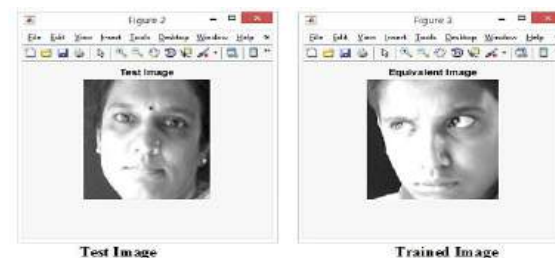 Figure 2
File Edit View Insert Tools Desktop Window Help
Test Image
Test Image
Figure 3
File Edit View Insert Tools Desktop Window Help
Equivalent Image
Trained Image